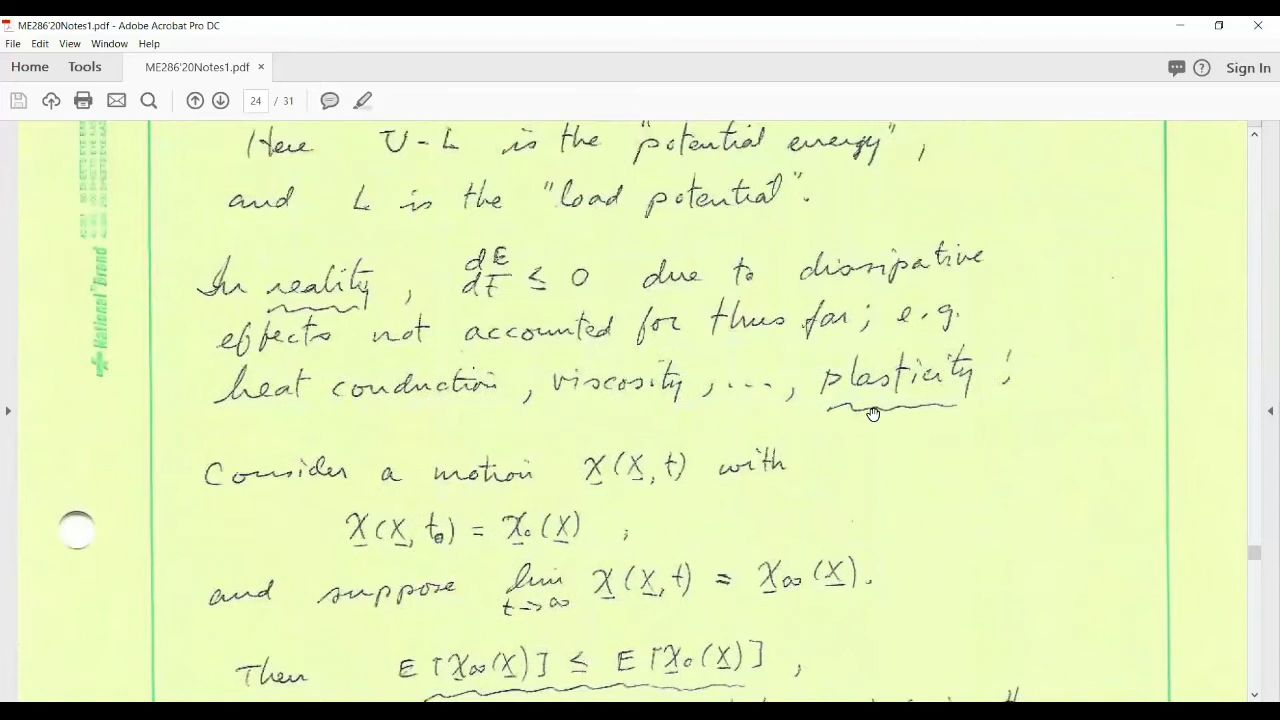 ME286'20Notes1.pdf - Adobe Acrobat Pro DC
File Edit View Window Help
Home Tools ME286'20Notes1.pdf × Sign In
24 / 31
Here U - L is the "potential energy",
and L is the "load potential".
In reality, dE/dt ≤ 0 due to dissipative
effects not accounted for thus far; e.g.
heat conduction, viscosity, ..., plasticity!
Consider a motion χ(X, t) with
χ(X, t₀) = χ₀(X) ;
and suppose lim t→∞ χ(X, t) = χ∞(X).
Then E[χ∞(X)] ≤ E[χ₀(X)],
National Brand